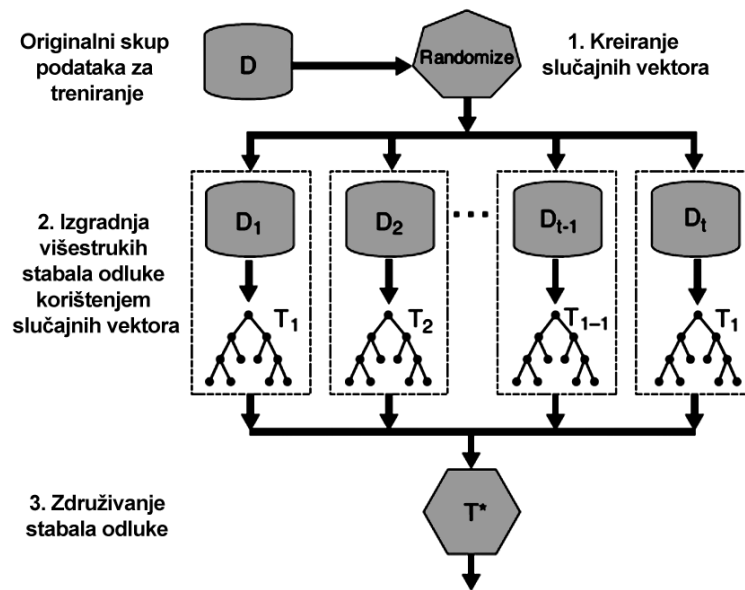 Originalni skup
podataka za
treniranje
D
Randomize
1. Kreiranje
slučajnih vektora
2. Izgradnja
višestrukih
stabala odluke
korištenjem
slučajnih vektora
D1
D2
...
Dt-1
Dt
T1
T2
T1–1
T1
3. Združivanje
stabala odluke
T*